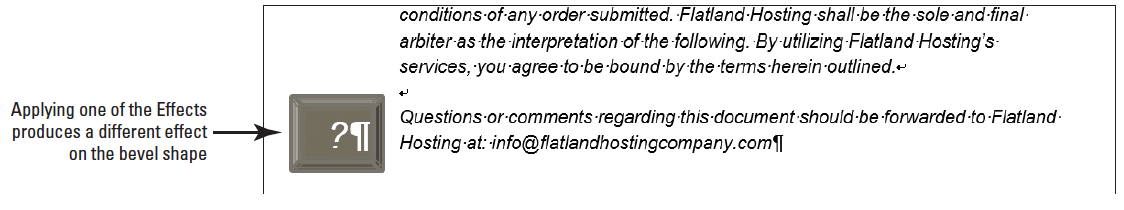 conditions·of·any·order·submitted.·Flatland·Hosting·shall·be·the·sole·and·final·
arbiter·as·the·interpretation·of·the·following.·By·utilizing·Flatland·Hosting's·
services,·you·agree·to·be·bound·by·the·terms·herein·outlined.↵
↵
Applying one of the Effects
produces a different effect
on the bevel shape
?¶
Questions·or·comments·regarding·this·document·should·be·forwarded·to·Flatland·
Hosting·at:·info@flatlandhostingcompany.com¶